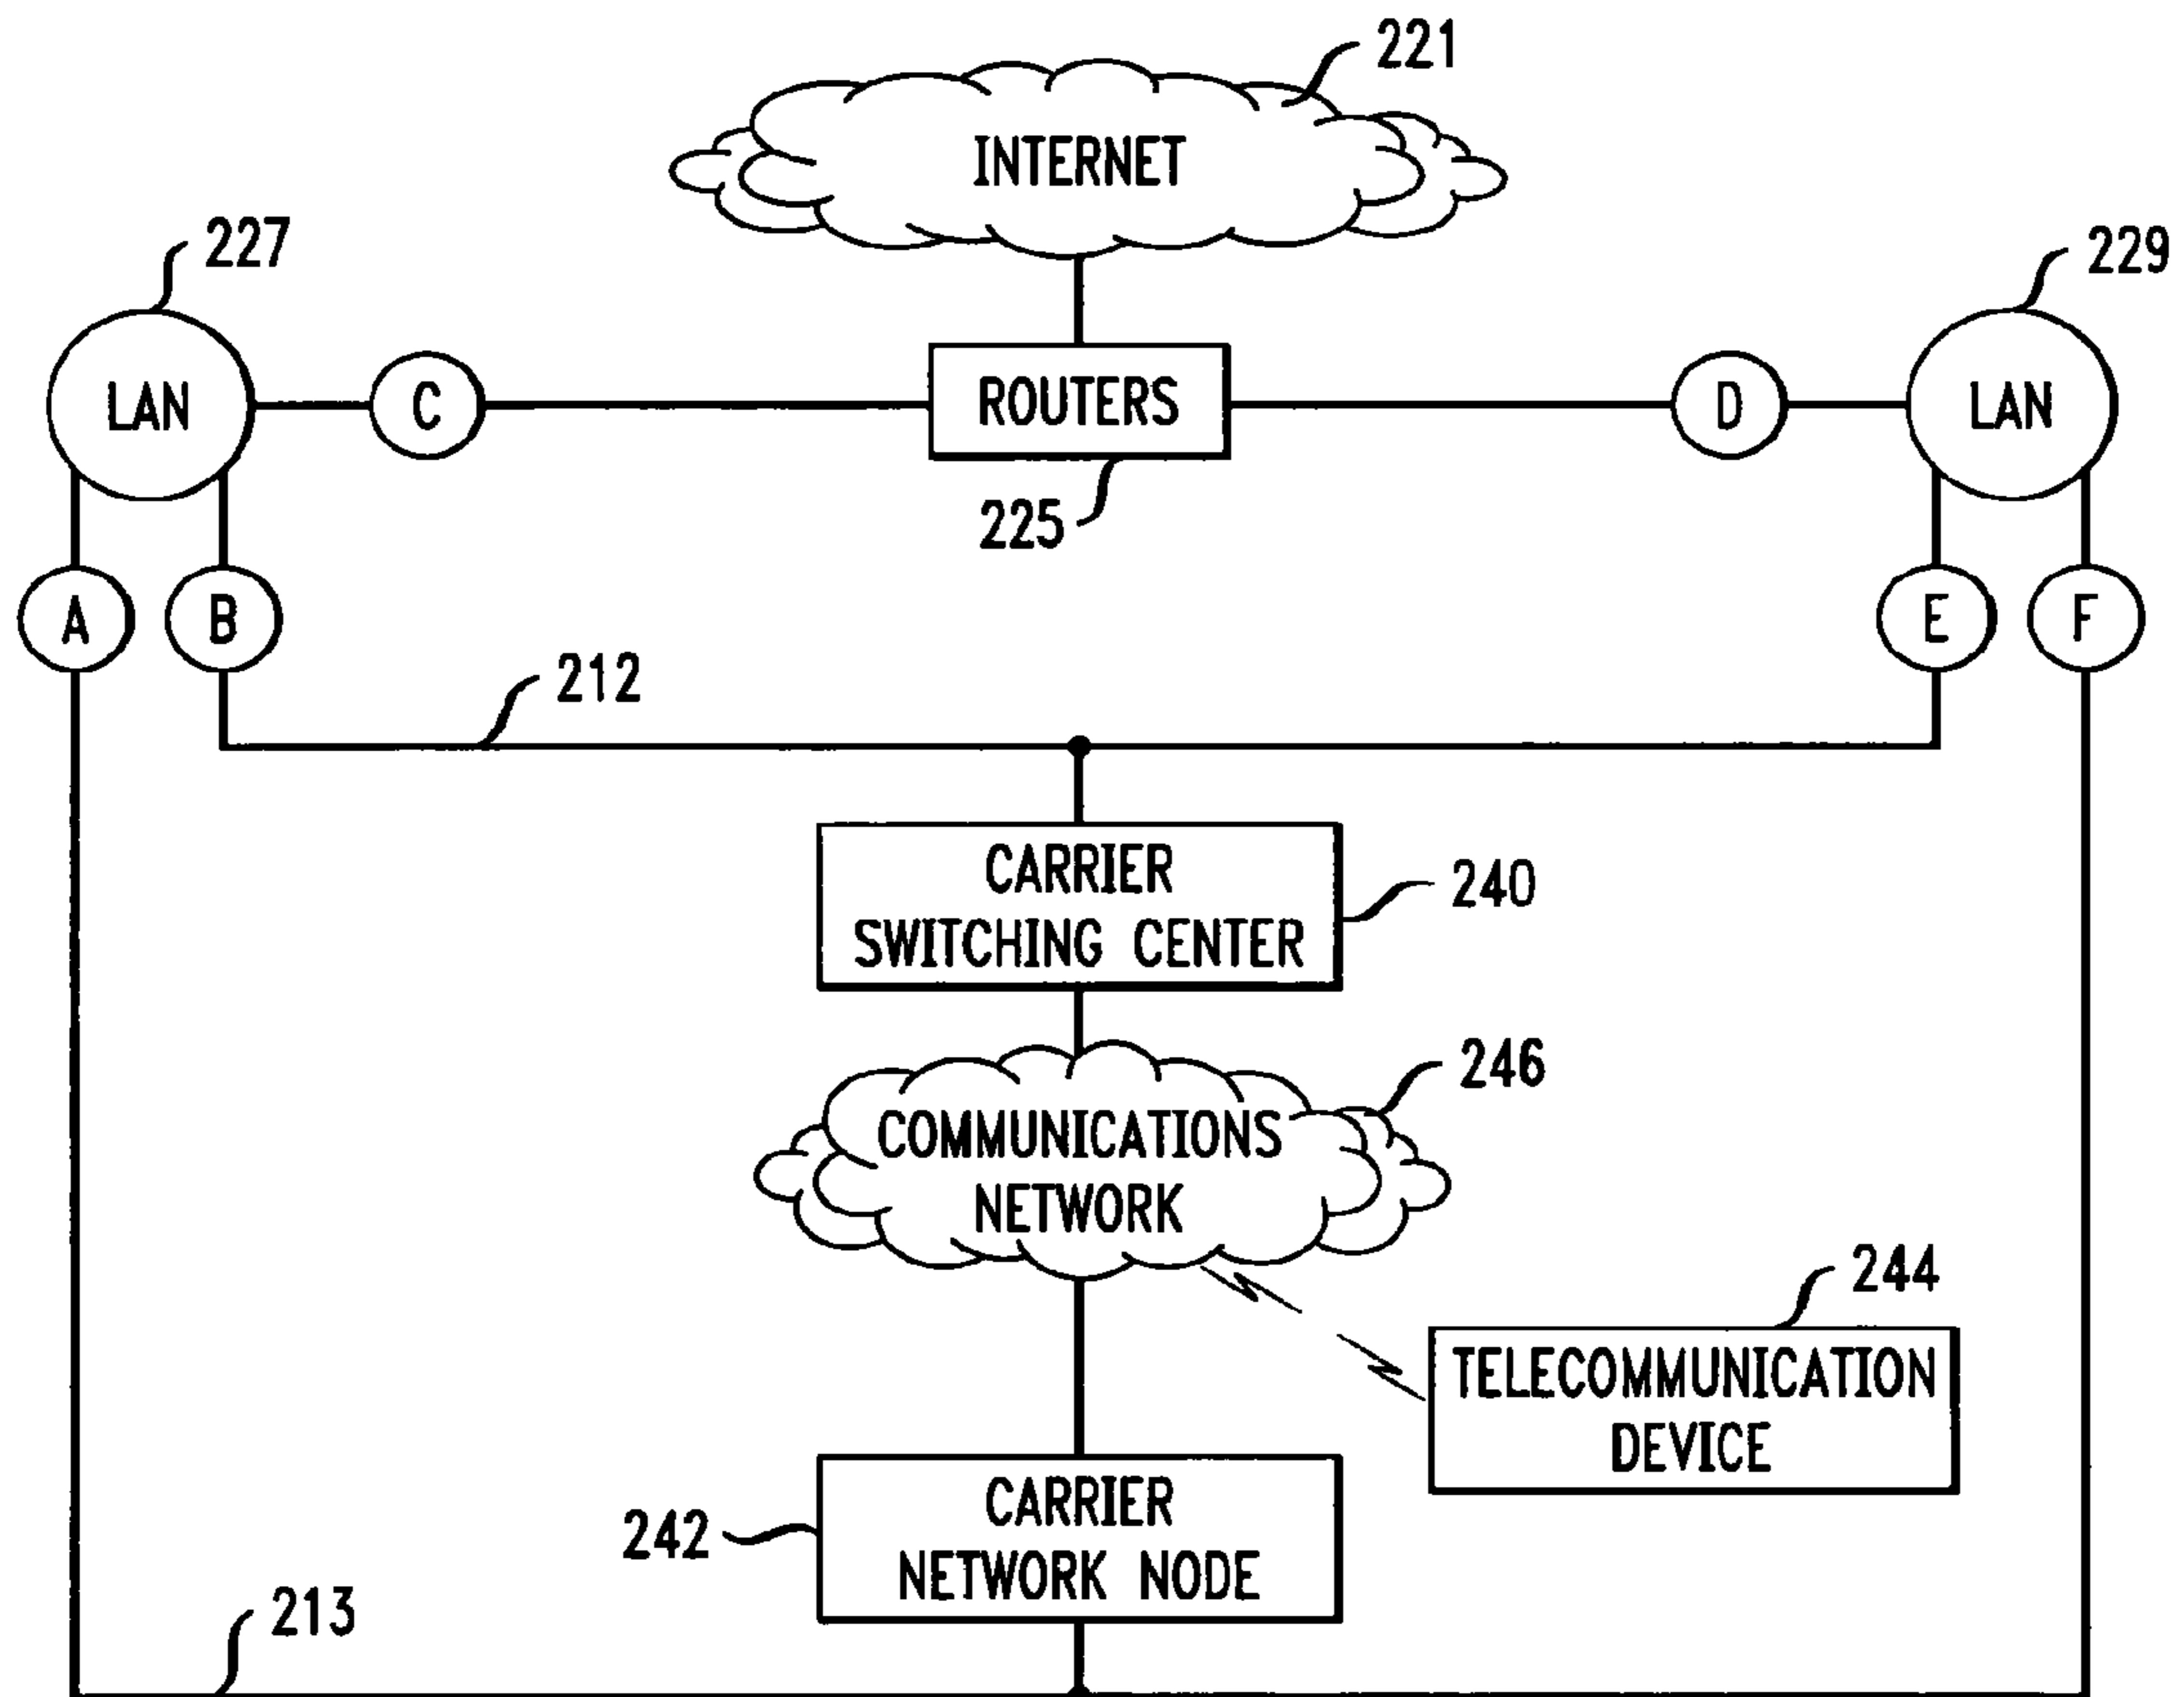 221
INTERNET
227
229
LAN
C
ROUTERS
D
LAN
225
A
B
E
F
212
CARRIER
SWITCHING CENTER
240
246
COMMUNICATIONS
NETWORK
244
TELECOMMUNICATION
DEVICE
CARRIER
NETWORK NODE
242
213